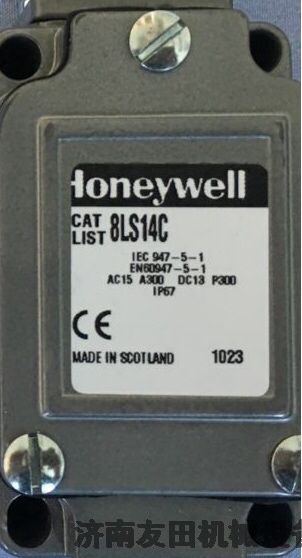 Honeywell
CAT
LIST 8LS14C
IEC 947-5-1
EN60947-5-1
AC15 A300 DC13 P300
IP67
CE
MADE IN SCOTLAND 1023
济南友田机械